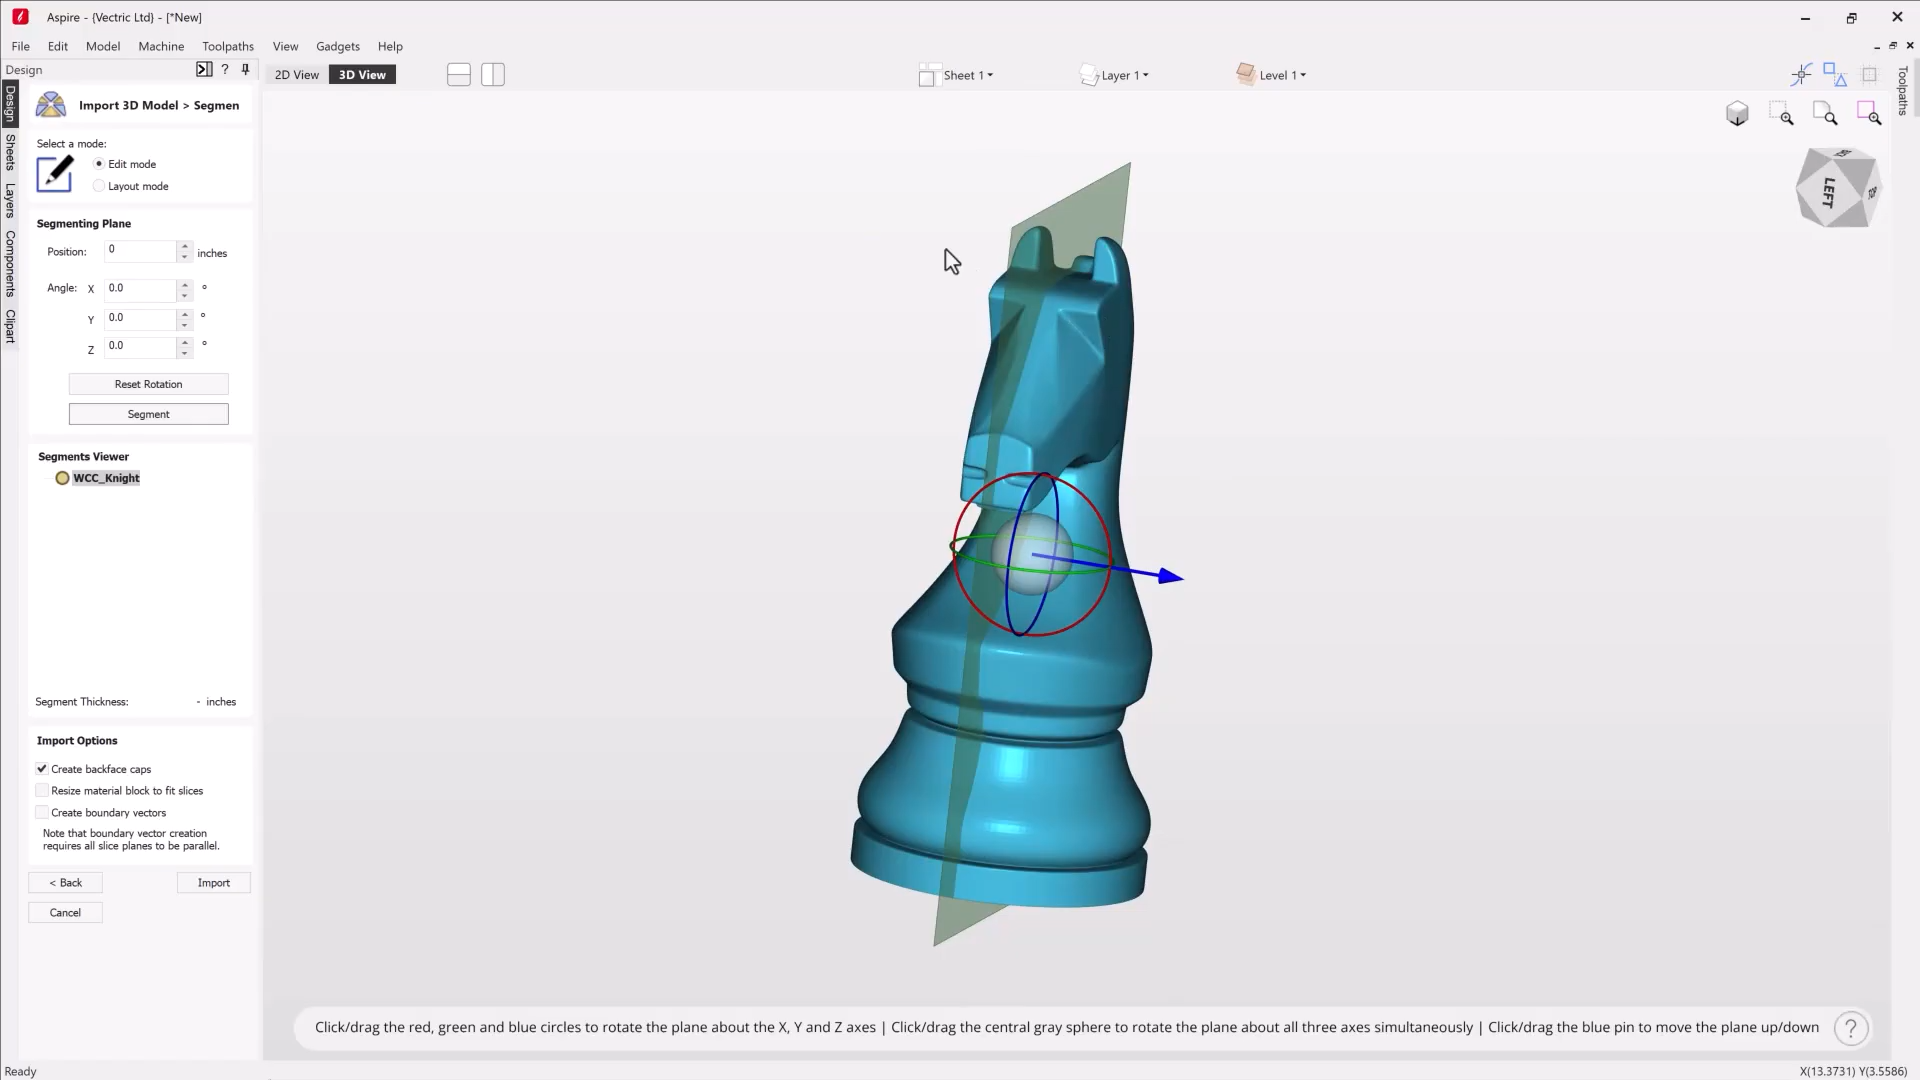 Aspire - {Vectric Ltd} - [*New]
File Edit Model Machine Toolpaths View Gadgets Help
Design ?
2D View 3D View Sheet 1 Layer 1 Level 1
Design
Sheets
Layers
Components
Clipart
Toolpaths
Import 3D Model > Segmen
Select a mode:
Edit mode
Layout mode
Segmenting Plane
Position: 0 inches
Angle: X 0.0 °
Y 0.0 °
Z 0.0 °
Reset Rotation
Segment
Segments Viewer
WCC_Knight
Segment Thickness: - inches
Import Options
Create backface caps
Resize material block to fit slices
Create boundary vectors
Note that boundary vector creation
requires all slice planes to be parallel.
< Back Import
Cancel
LEFT
TOP
Click/drag the red, green and blue circles to rotate the plane about the X, Y and Z axes | Click/drag the central gray sphere to rotate the plane about all three axes simultaneously | Click/drag the blue pin to move the plane up/down ?
Ready X(13.3731) Y(3.5586)